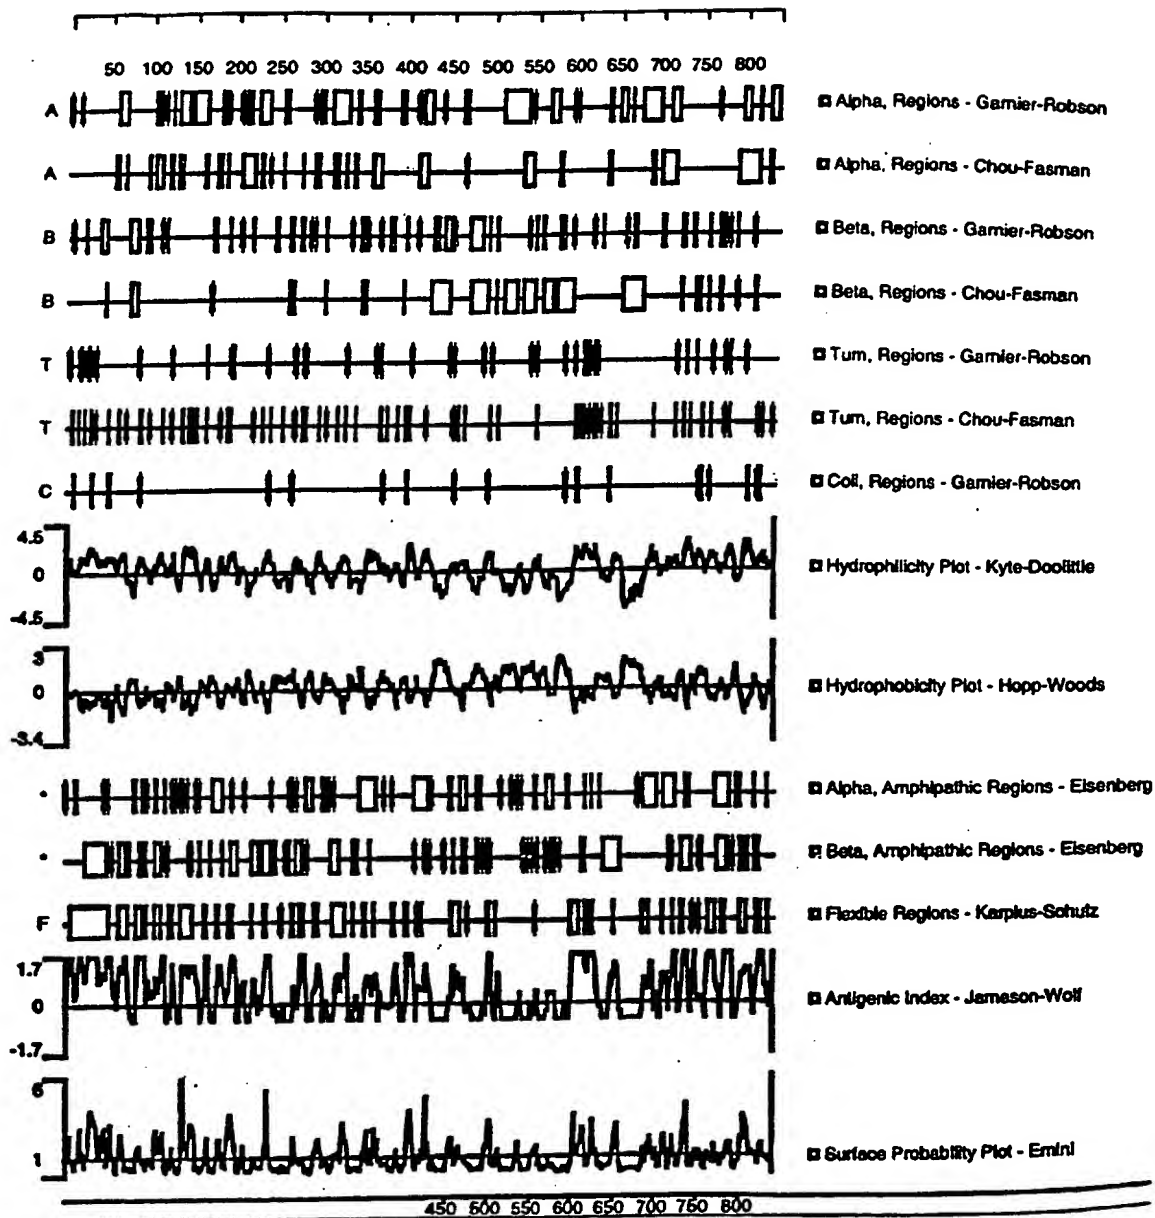 50 100 150 200 250 300 350 400 450 500 550 600 650 700 750 800
A Alpha, Regions - Garnier-Robson
A Alpha, Regions - Chou-Fasman
B Beta, Regions - Garnier-Robson
B Beta, Regions - Chou-Fasman
T Turn, Regions - Garnier-Robson
T Turn, Regions - Chou-Fasman
C Coil, Regions - Garnier-Robson
4.5
0 Hydrophilicity Plot - Kyte-Doolittle
-4.5
3
0 Hydrophobicity Plot - Hopp-Woods
-3.4
* Alpha, Amphipathic Regions - Eisenberg
* Beta, Amphipathic Regions - Eisenberg
F Flexible Regions - Karplus-Schulz
1.7
0 Antigenic Index - Jameson-Wolf
-1.7
6
1 Surface Probability Plot - Emini
450 500 550 600 650 700 750 800